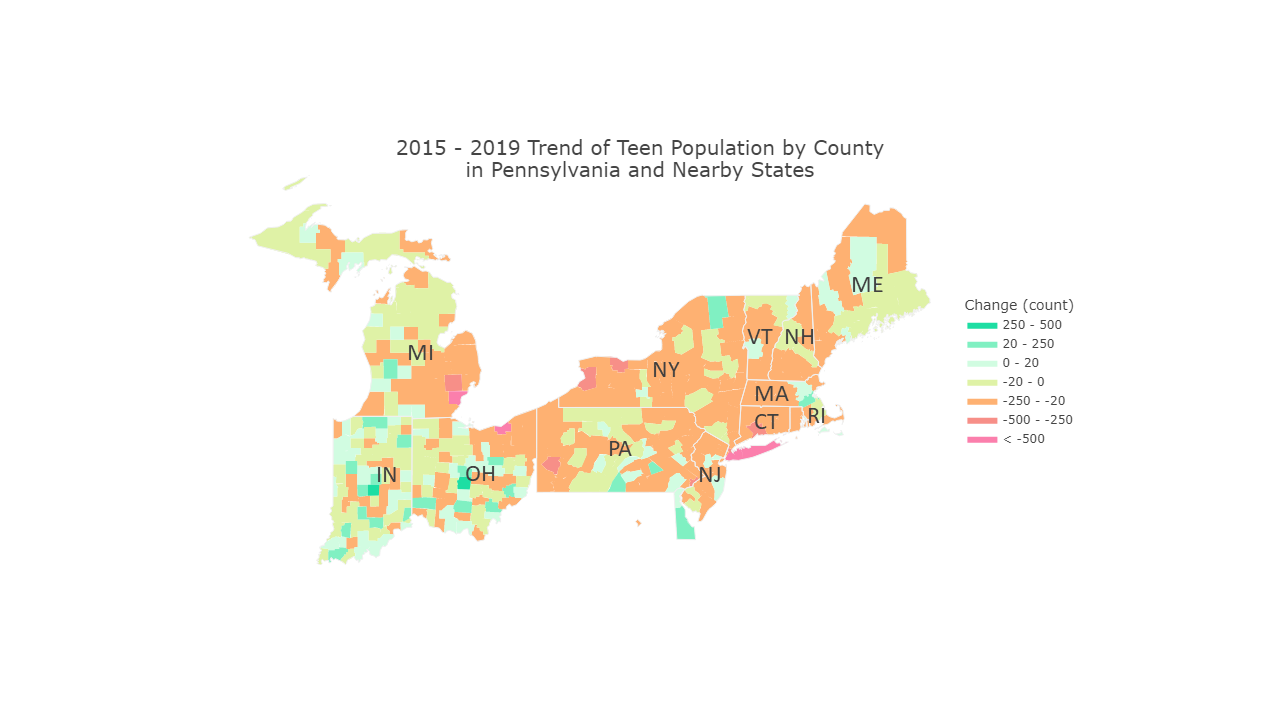 2015 - 2019 Trend of Teen Population by County
in Pennsylvania and Nearby States
ME
Change (count)
250 - 500
20 - 250
0 - 20
-20 - 0
-250 - -20
-500 - -250
< -500
VT
NH
MI
NY
MA
RI
CT
PA
IN
OH
NJ